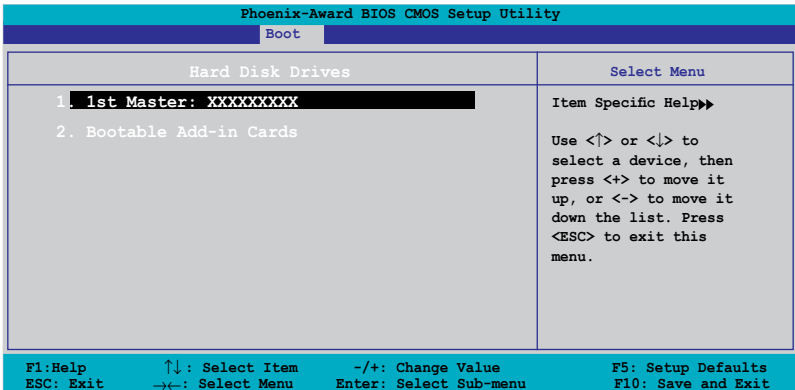 Phoenix-Award BIOS CMOS Setup Utility
Boot
Hard Disk Drives
1. 1st Master: XXXXXXXXX
2. Bootable Add-in Cards
Select Menu
Item Specific Help▶▶
Use <↑> or <↓> to
select a device, then
press <+> to move it
up, or <-> to move it
down the list. Press
<ESC> to exit this
menu.
F1:Help ↑↓: Select Item -/+: Change Value F5: Setup Defaults
ESC: Exit →←: Select Menu Enter: Select Sub-menu F10: Save and Exit